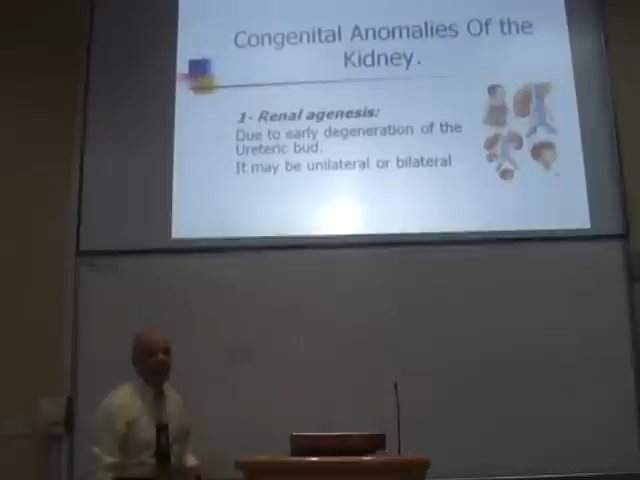 Congenital Anomalies Of the
Kidney.
1- Renal agenesis:
Due to early degeneration of the
Ureteric bud.
It may be unilateral or bilateral